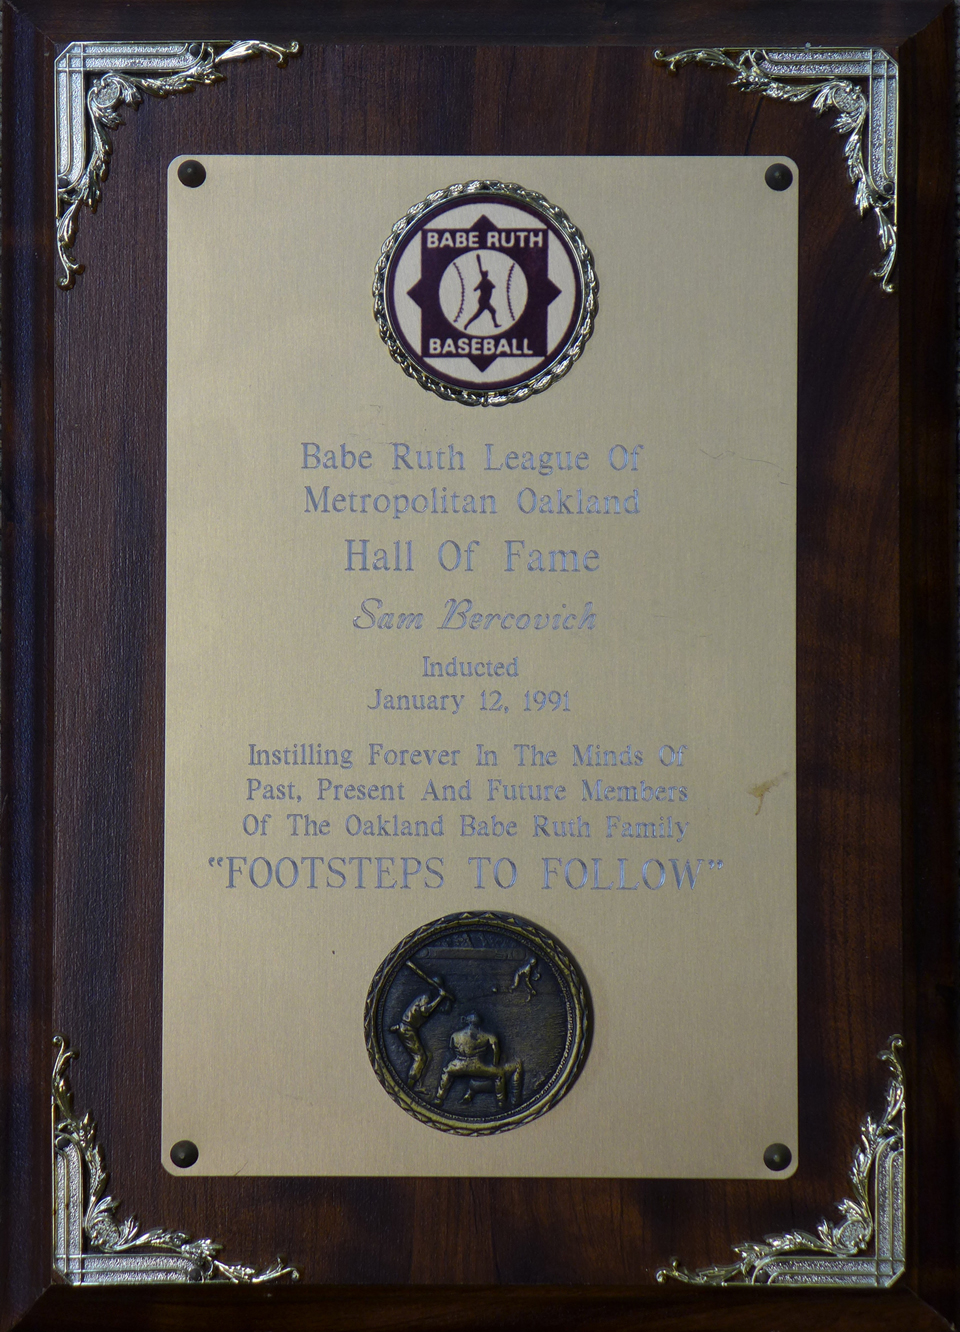 BABE RUTH
BASEBALL
Babe Ruth League Of
Metropolitan Oakland
Hall Of Fame
Sam Bercovich
Inducted
January 12, 1991
Instilling Forever In The Minds Of
Past, Present And Future Members
Of The Oakland Babe Ruth Family
"FOOTSTEPS TO FOLLOW"